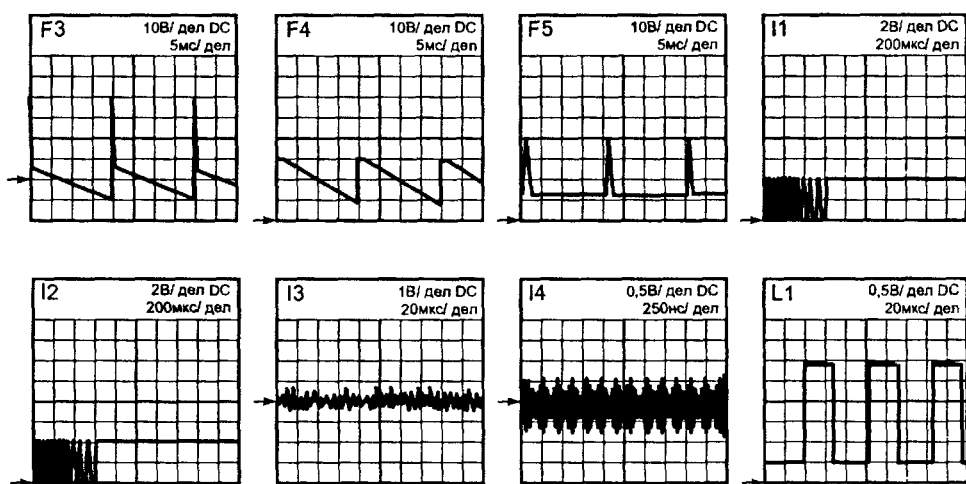 F3 10В/ дел DC
5мс/ дел
F4 10В/ дел DC
5мс/ дел
F5 10В/ дел DC
5мс/ дел
I1 2В/ дел DC
200мкс/ дел
I2 2В/ дел DC
200мкс/ дел
I3 1В/ дел DC
20мкс/ дел
I4 0,5В/ дел DC
250нс/ дел
L1 0,5В/ дел DC
20мкс/ дел